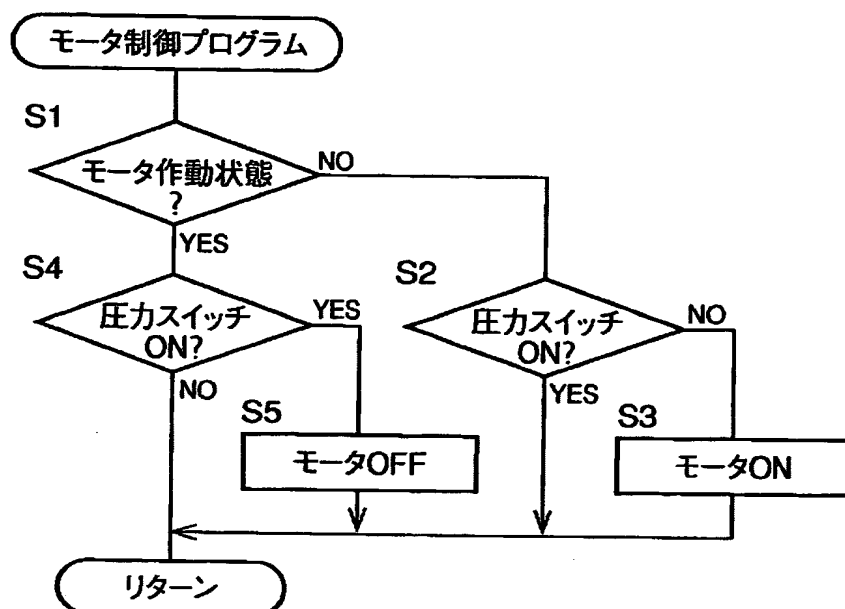 モータ制御プログラム
S1
モータ作動状態
?
NO
YES
S4
圧力スイッチ
ON?
YES
NO
S2
圧力スイッチ
ON?
NO
YES
S5
モータOFF
S3
モータON
リターン